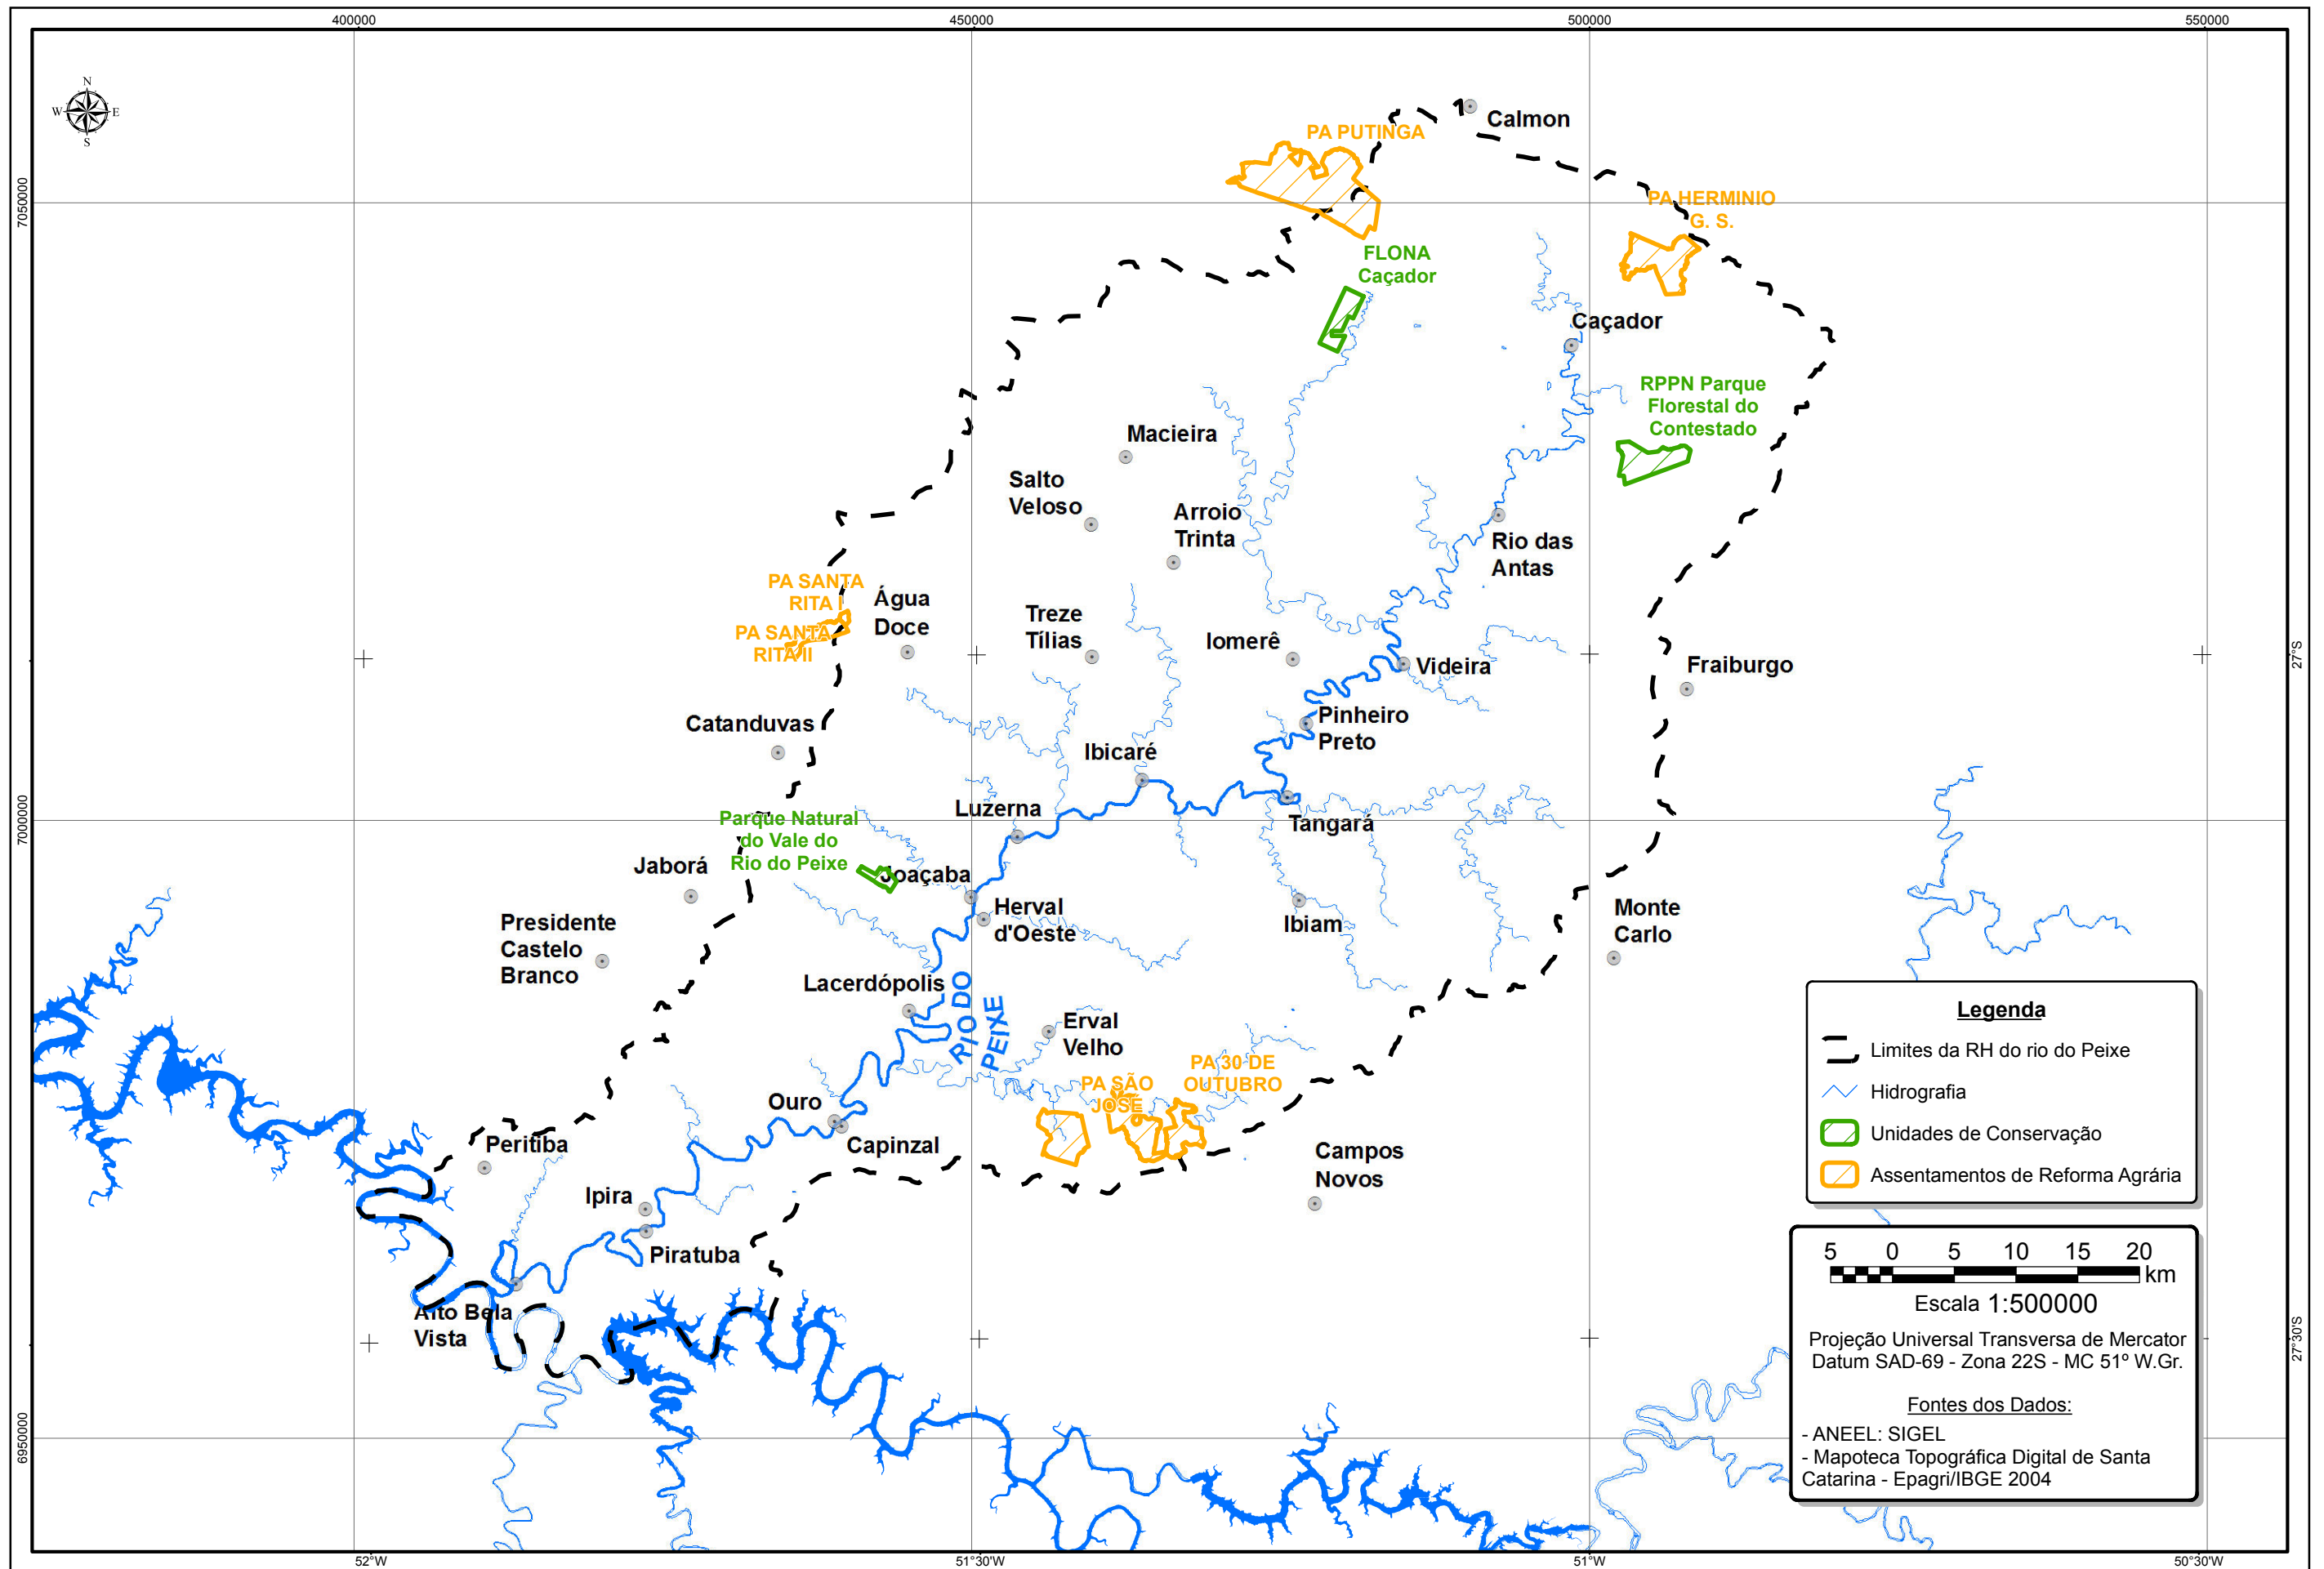 400000
450000
500000
550000
N
W
E
S
Calmon
PA PUTINGA
7050000
PA HERMINIO
G. S.
FLONA
Caçador
Caçador
RPPN Parque
Florestal do
Contestado
Macieira
Salto
Veloso
Arroio
Trinta
Rio das
Antas
PA SANTA
RITA I
Água
Doce
PA SANTA
RITA II
Treze
Tílias
Iomerê
Videira
27°S
Fraiburgo
Catanduvas
Pinheiro
Preto
Ibicaré
Luzerna
7000000
Parque Natural
do Vale do
Rio do Peixe
Tangará
Jaborá
Joaçaba
Herval
d'Oeste
Ibiam
Monte
Carlo
Presidente
Castelo
Branco
Lacerdópolis
RIO DO
PEIXE
Erval
Velho
PA 30 DE
OUTUBRO
PA SÃO
JOSÉ
Ouro
Capinzal
Peritiba
Campos
Novos
Ipira
Piratuba
Alto Bela
Vista
Legenda
Limites da RH do rio do Peixe
Hidrografia
Unidades de Conservação
Assentamentos de Reforma Agrária
5 0 5 10 15 20
km
Escala 1:500000
Projeção Universal Transversa de Mercator
Datum SAD-69 - Zona 22S - MC 51º W.Gr.
Fontes dos Dados:
- ANEEL: SIGEL
- Mapoteca Topográfica Digital de Santa
Catarina - Epagri/IBGE 2004
27°30'S
6950000
52°W
51°30'W
51°W
50°30'W